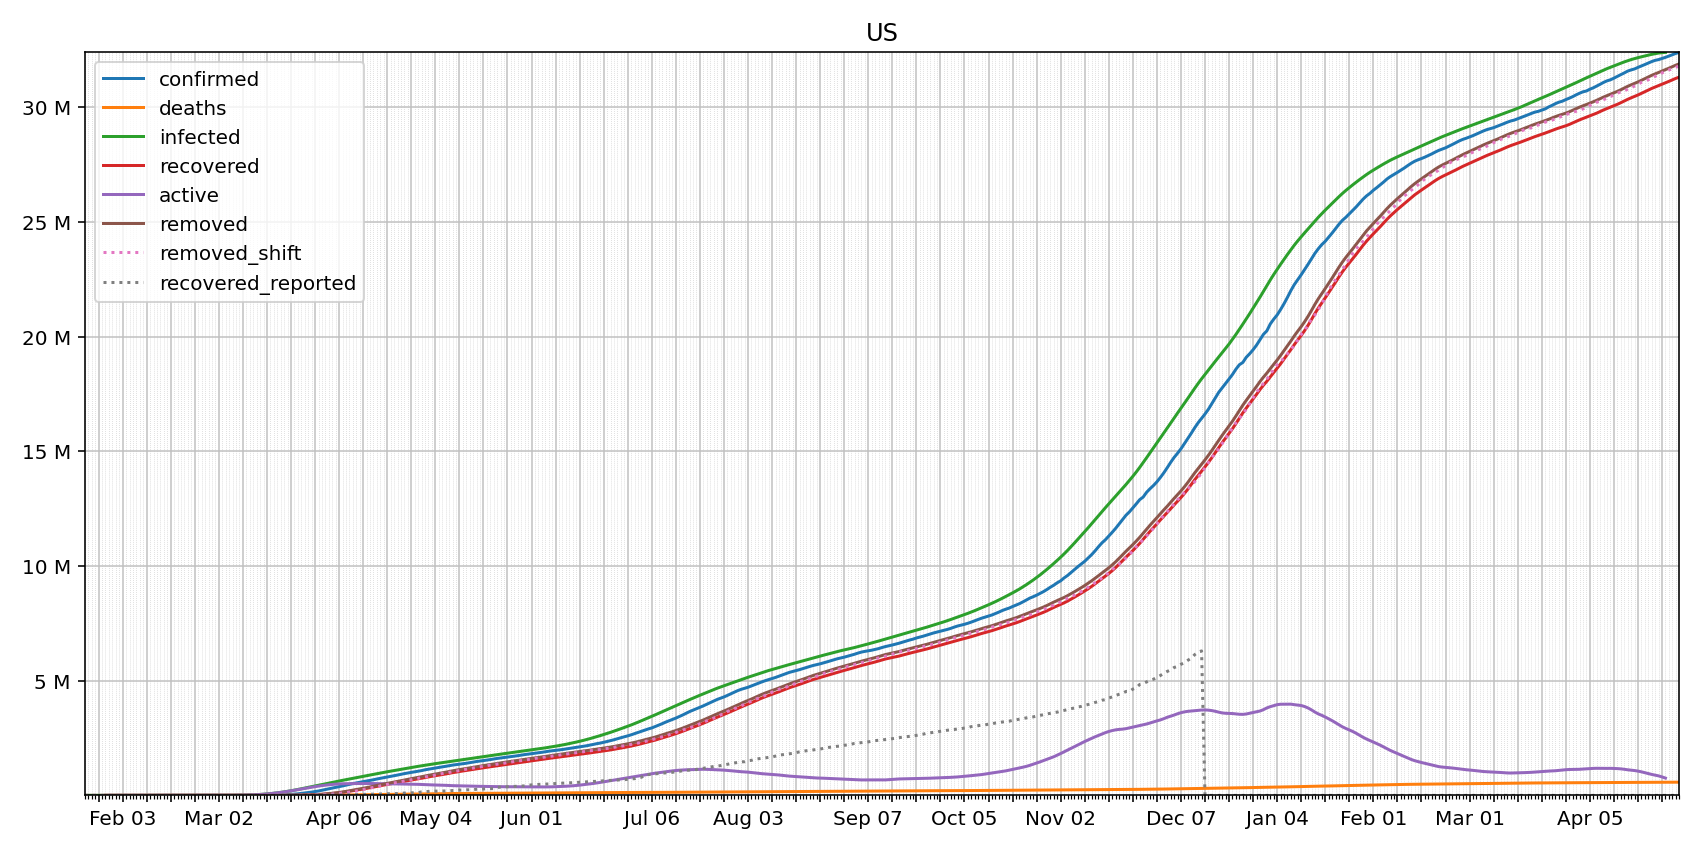 US
confirmed
deaths
infected
recovered
active
removed
removed_shift
recovered_reported
30 M
25 M
20 M
15 M
10 M
5 M
Feb 03 Mar 02 Apr 06 May 04 Jun 01 Jul 06 Aug 03 Sep 07 Oct 05 Nov 02 Dec 07 Jan 04 Feb 01 Mar 01 Apr 05